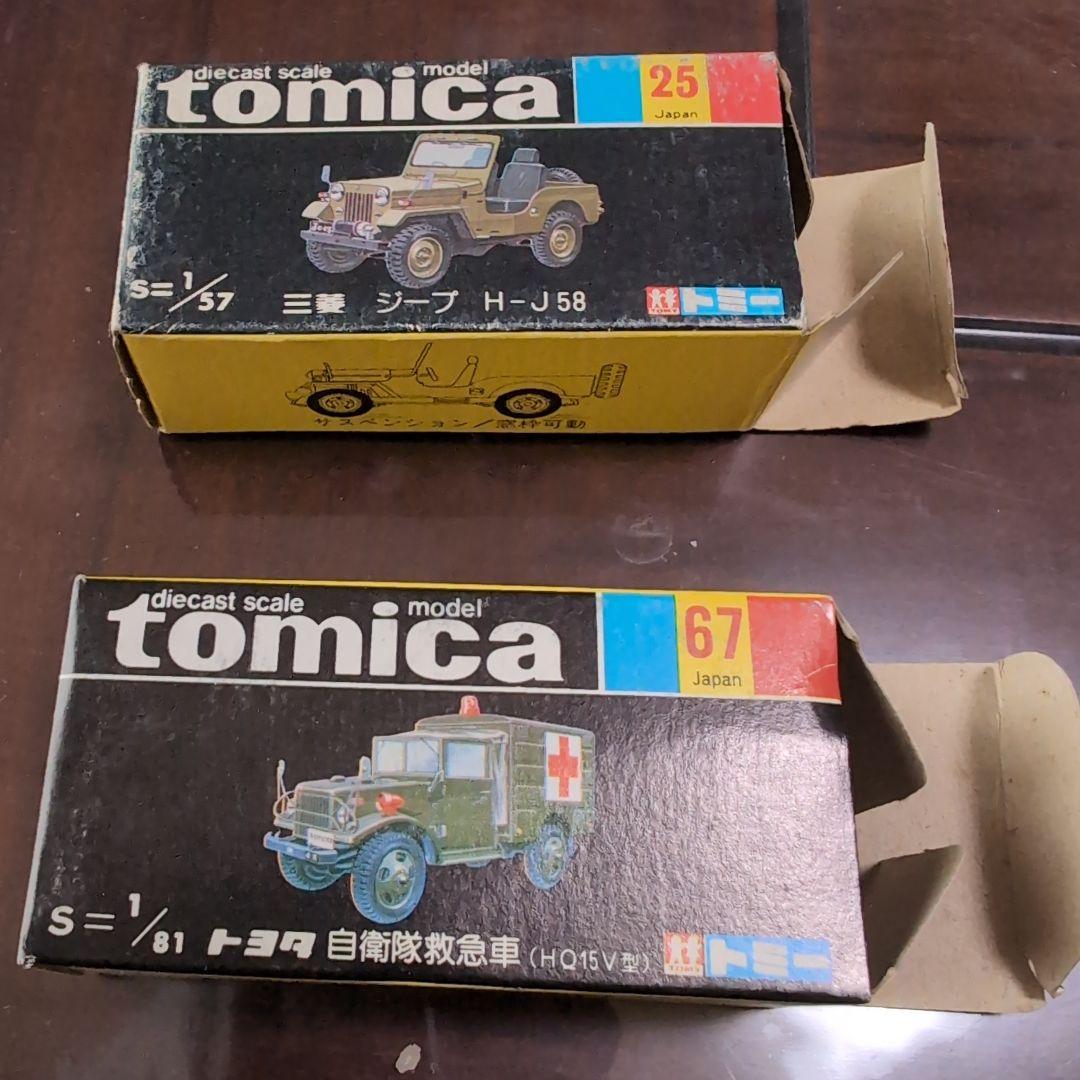 diecast scale model
tomica
25
Japan
S=1/57 三菱 ジープ H-J58
TOMY トミー
サスペンション/窓枠可動
diecast scale model
tomica
67
Japan
S=1/81 トヨタ 自衛隊救急車 (HQ15V型)
TOMY トミー